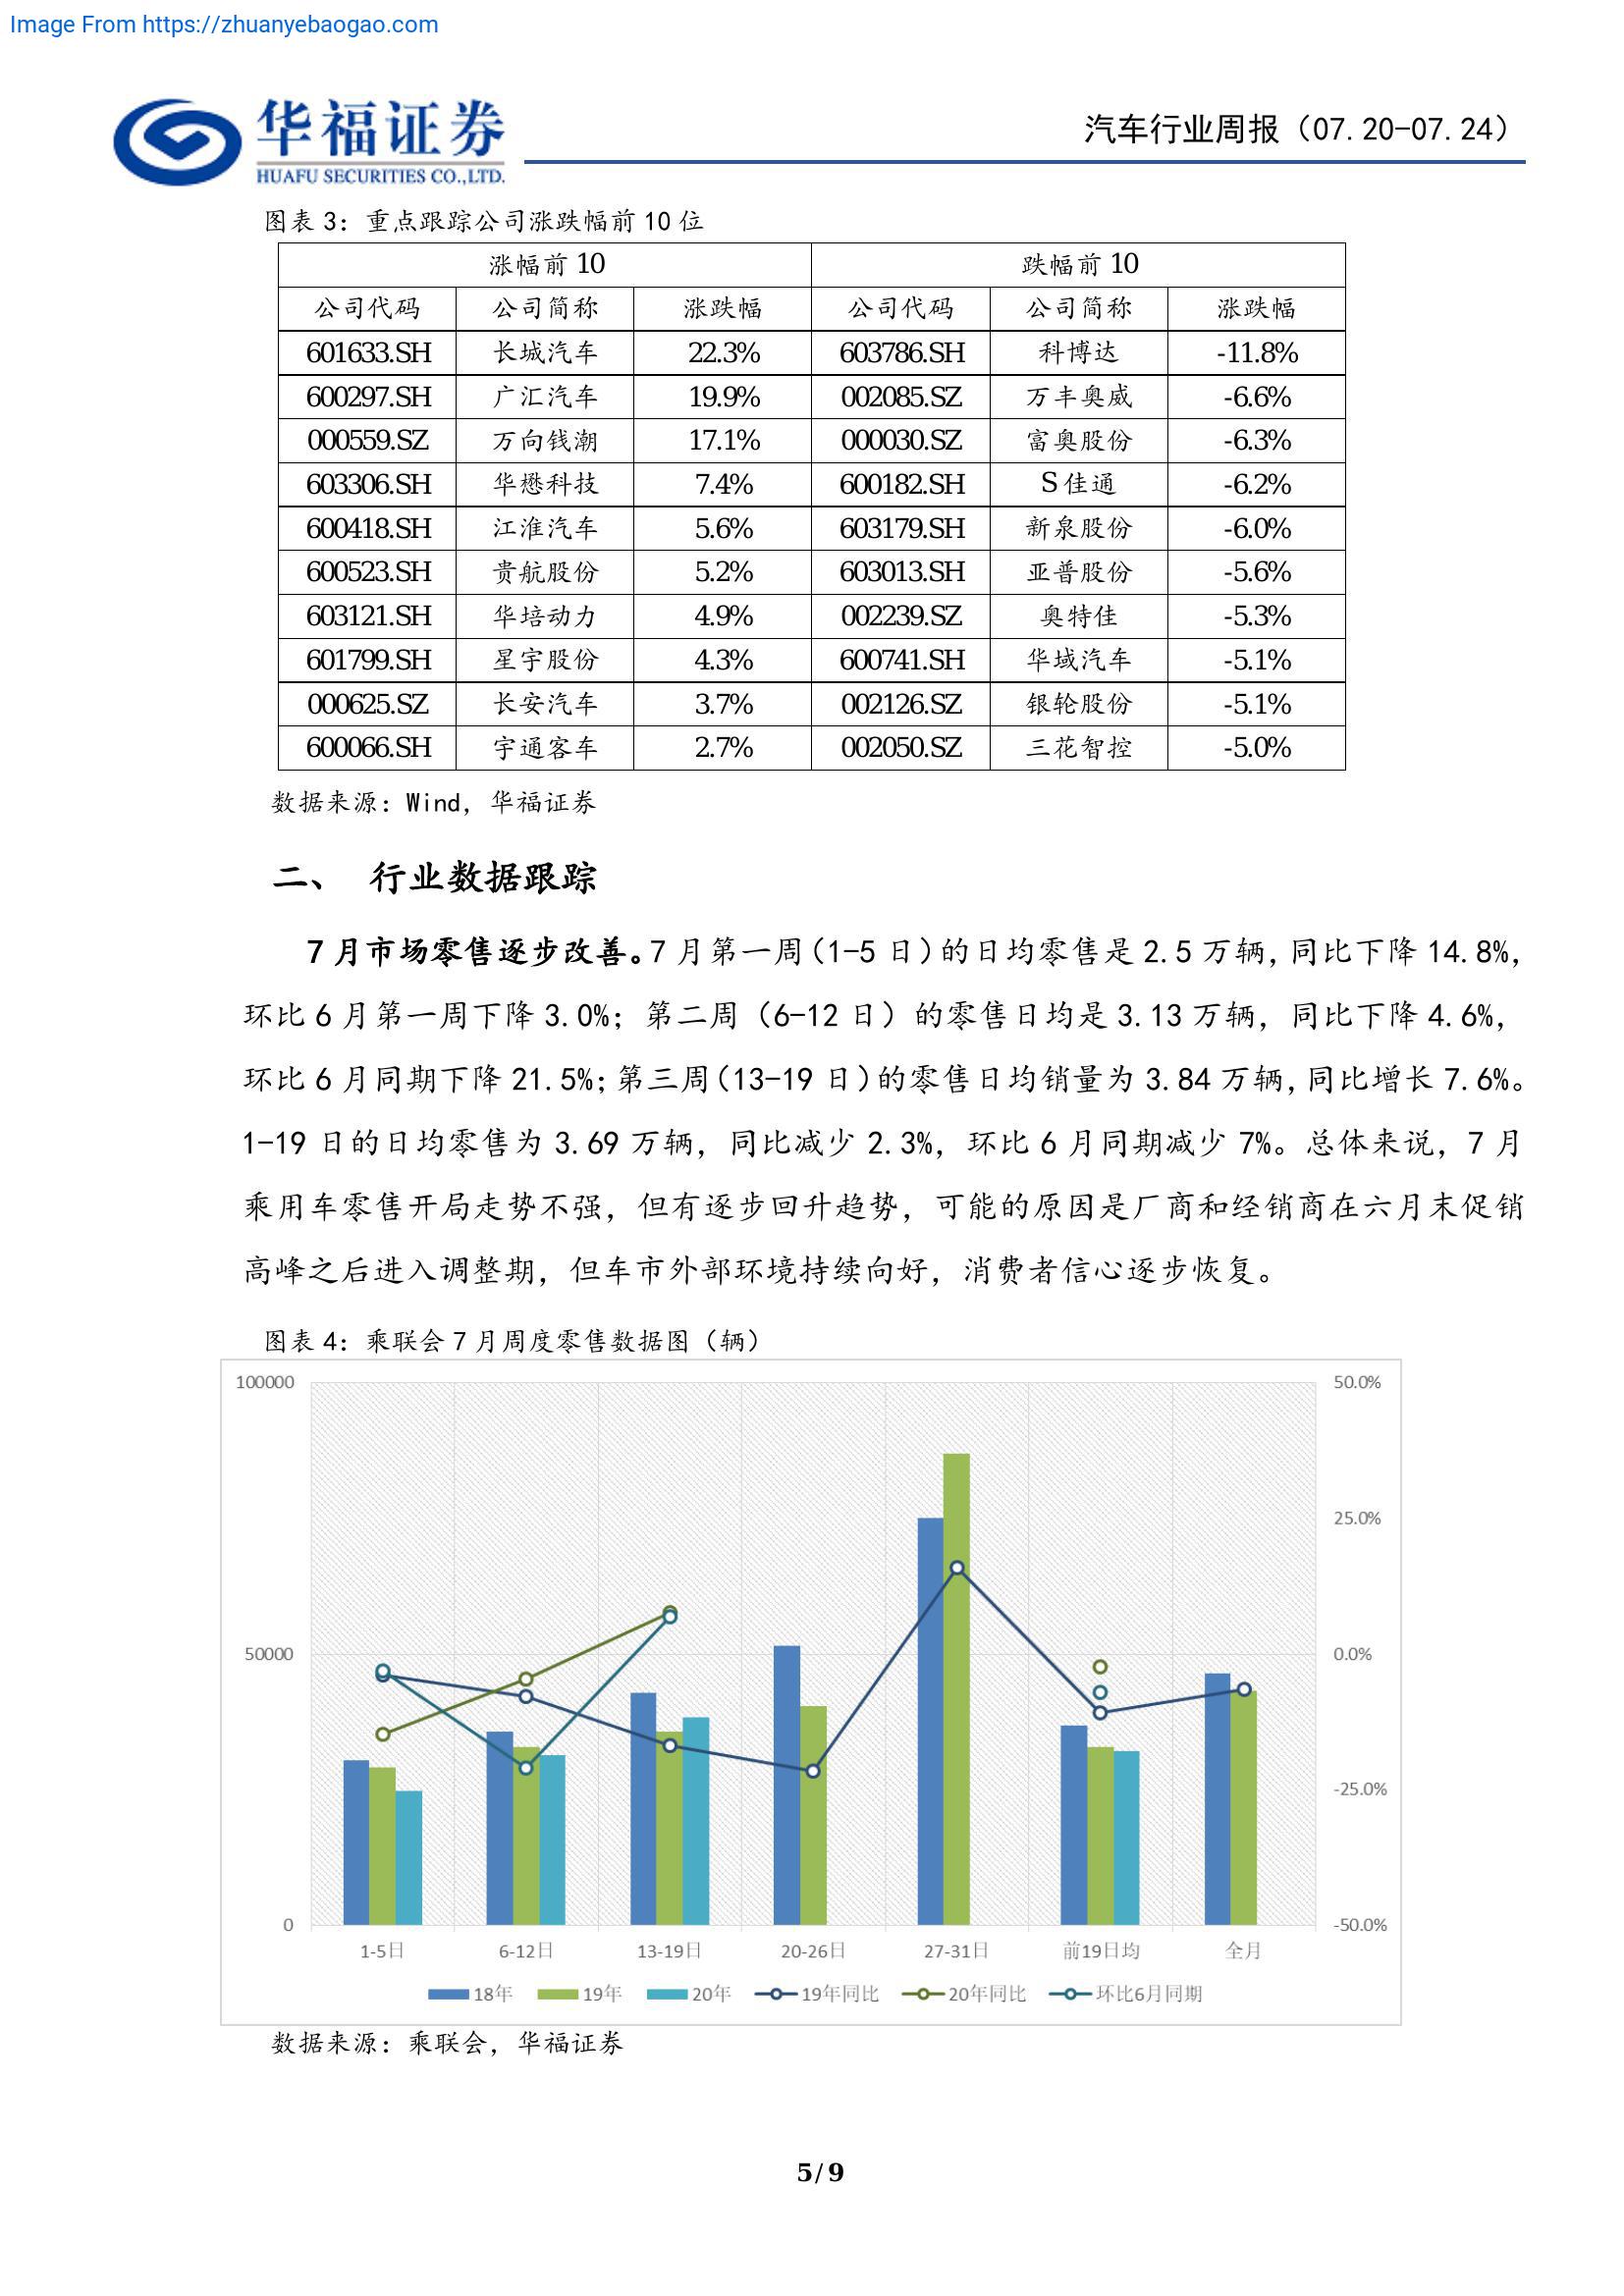 Image From https://zhuanyebaogao.com
华福证券
HUAFU SECURITIES CO.,LTD.
汽车行业周报（07.20-07.24）
图表 3：重点跟踪公司涨跌幅前 10 位
涨幅前 10 跌幅前 10
公司代码 公司简称 涨跌幅 公司代码 公司简称 涨跌幅
601633.SH 长城汽车 22.3% 603786.SH 科博达 -11.8%
600297.SH 广汇汽车 19.9% 002085.SZ 万丰奥威 -6.6%
000559.SZ 万向钱潮 17.1% 000030.SZ 富奥股份 -6.3%
603306.SH 华懋科技 7.4% 600182.SH S 佳通 -6.2%
600418.SH 江淮汽车 5.6% 603179.SH 新泉股份 -6.0%
600523.SH 贵航股份 5.2% 603013.SH 亚普股份 -5.6%
603121.SH 华培动力 4.9% 002239.SZ 奥特佳 -5.3%
601799.SH 星宇股份 4.3% 600741.SH 华域汽车 -5.1%
000625.SZ 长安汽车 3.7% 002126.SZ 银轮股份 -5.1%
600066.SH 宇通客车 2.7% 002050.SZ 三花智控 -5.0%
数据来源：Wind，华福证券
二、 行业数据跟踪
7 月市场零售逐步改善。7 月第一周（1-5 日）的日均零售是 2.5 万辆，同比下降 14.8%，
环比 6 月第一周下降 3.0%；第二周（6-12 日）的零售日均是 3.13 万辆，同比下降 4.6%，
环比 6 月同期下降 21.5%；第三周（13-19 日）的零售日均销量为 3.84 万辆，同比增长 7.6%。
1-19 日的日均零售为 3.69 万辆，同比减少 2.3%，环比 6 月同期减少 7%。总体来说，7 月
乘用车零售开局走势不强，但有逐步回升趋势，可能的原因是厂商和经销商在六月末促销
高峰之后进入调整期，但车市外部环境持续向好，消费者信心逐步恢复。
图表 4：乘联会 7 月周度零售数据图（辆）
100000 50.0%
25.0%
50000 0.0%
-25.0%
0 -50.0%
1-5日 6-12日 13-19日 20-26日 27-31日 前19日均 全月
18年 19年 20年 19年同比 20年同比 环比6月同期
数据来源：乘联会，华福证券
5/9